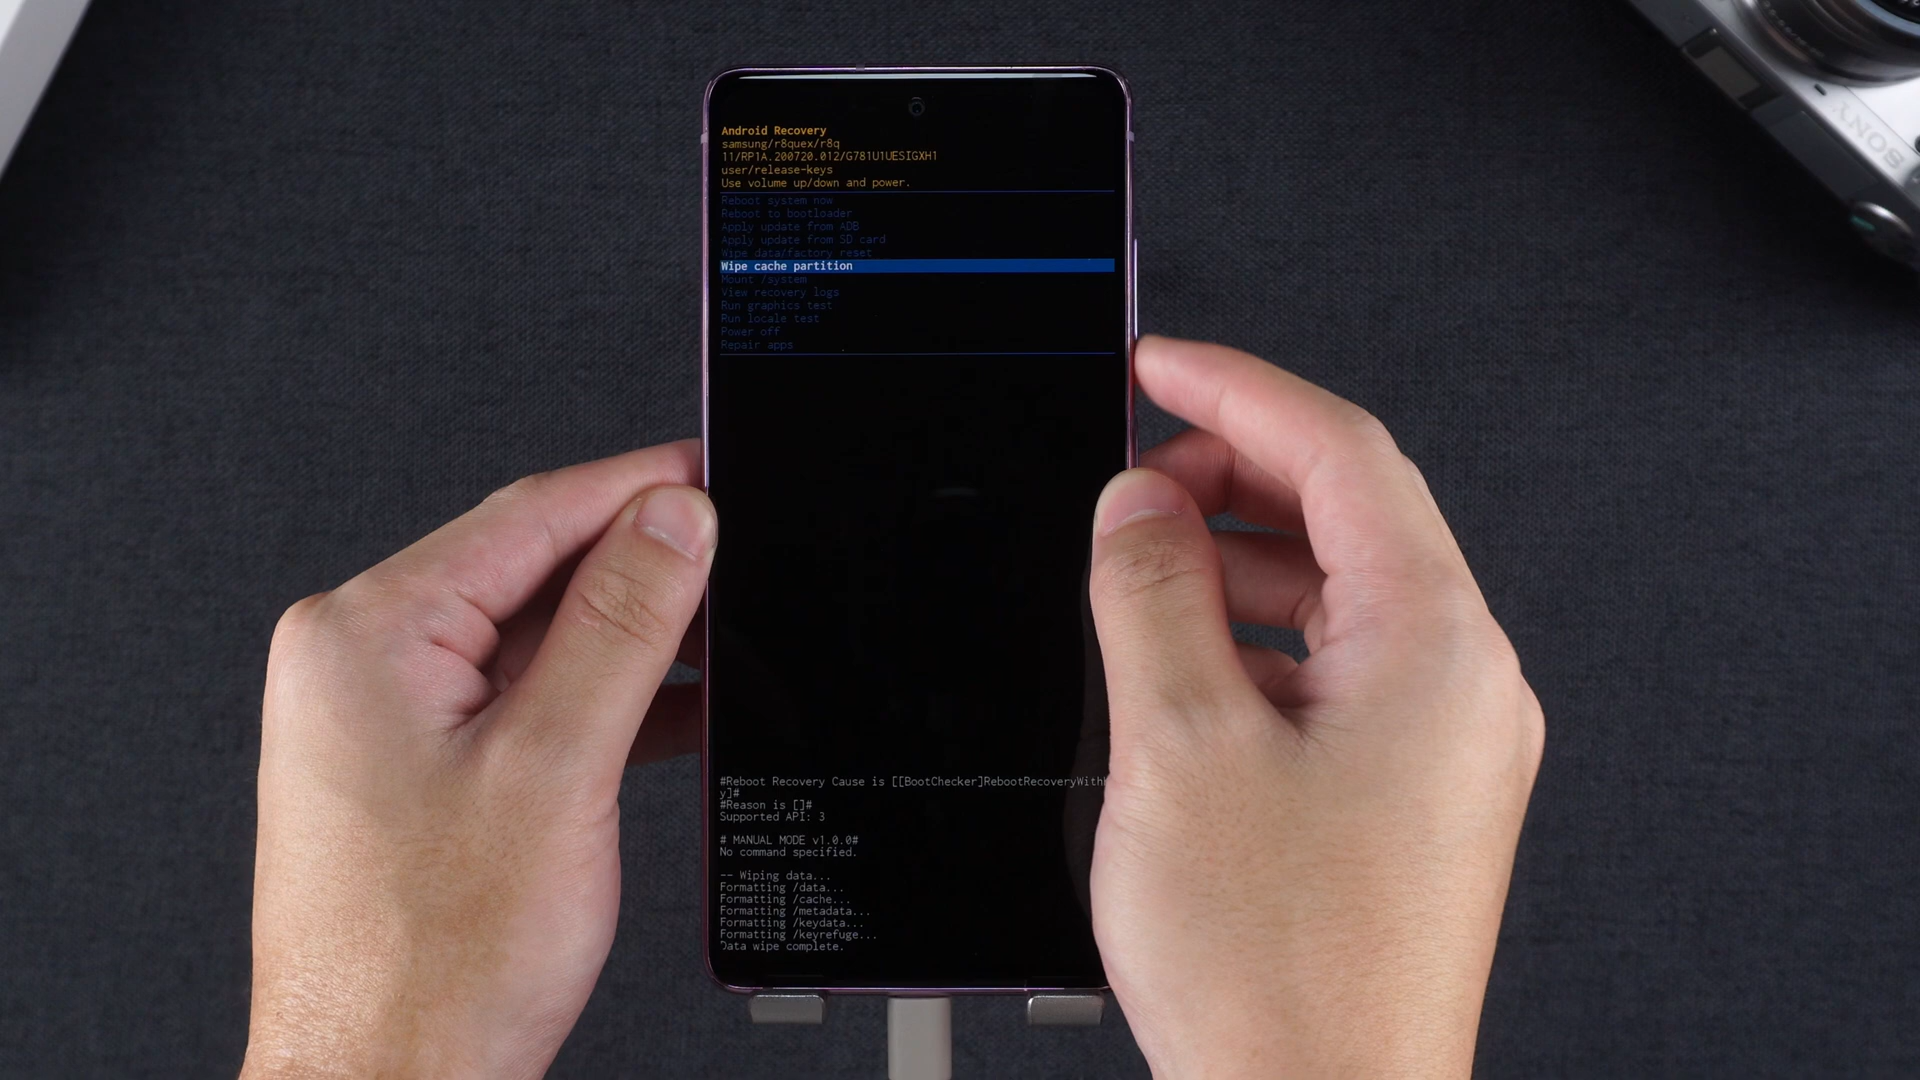 Android Recovery
samsung/r8quex/r8q
11/RP1A.200720.012/G781U1UESIGXH1
user/release-keys
Use volume up/down and power.
Reboot system now
Reboot to bootloader
Apply update from ADB
Apply update from SD card
Wipe data/factory reset
Wipe cache partition
Mount /system
View recovery logs
Run graphics test
Run locale test
Power off
Repair apps
#Reboot Recovery Cause is [[BootChecker]RebootRecoveryWith
y]#
#Reason is []#
Supported API: 3
# MANUAL MODE v1.0.0#
No command specified.
-- Wiping data...
Formatting /data...
Formatting /cache...
Formatting /metadata...
Formatting /keydata...
Formatting /keyrefuge...
Data wipe complete.
SONY